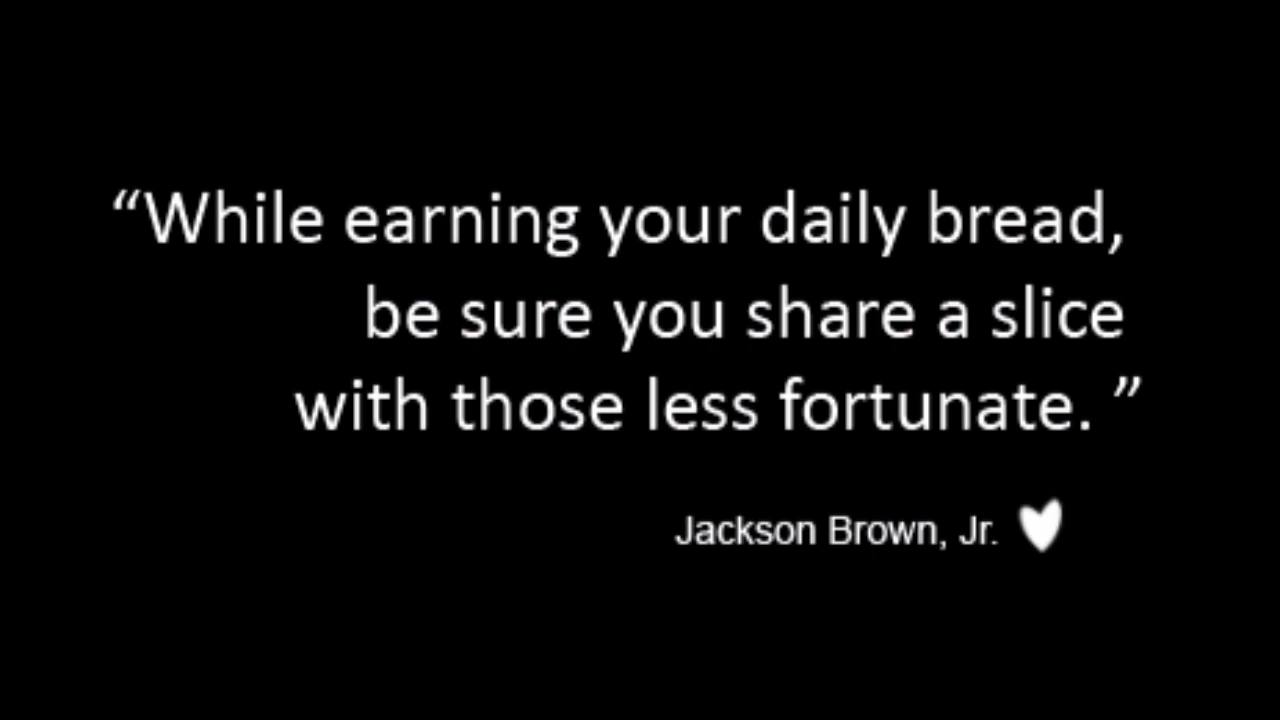 “While earning your daily bread,
be sure you share a slice
with those less fortunate. ”
Jackson Brown, Jr.